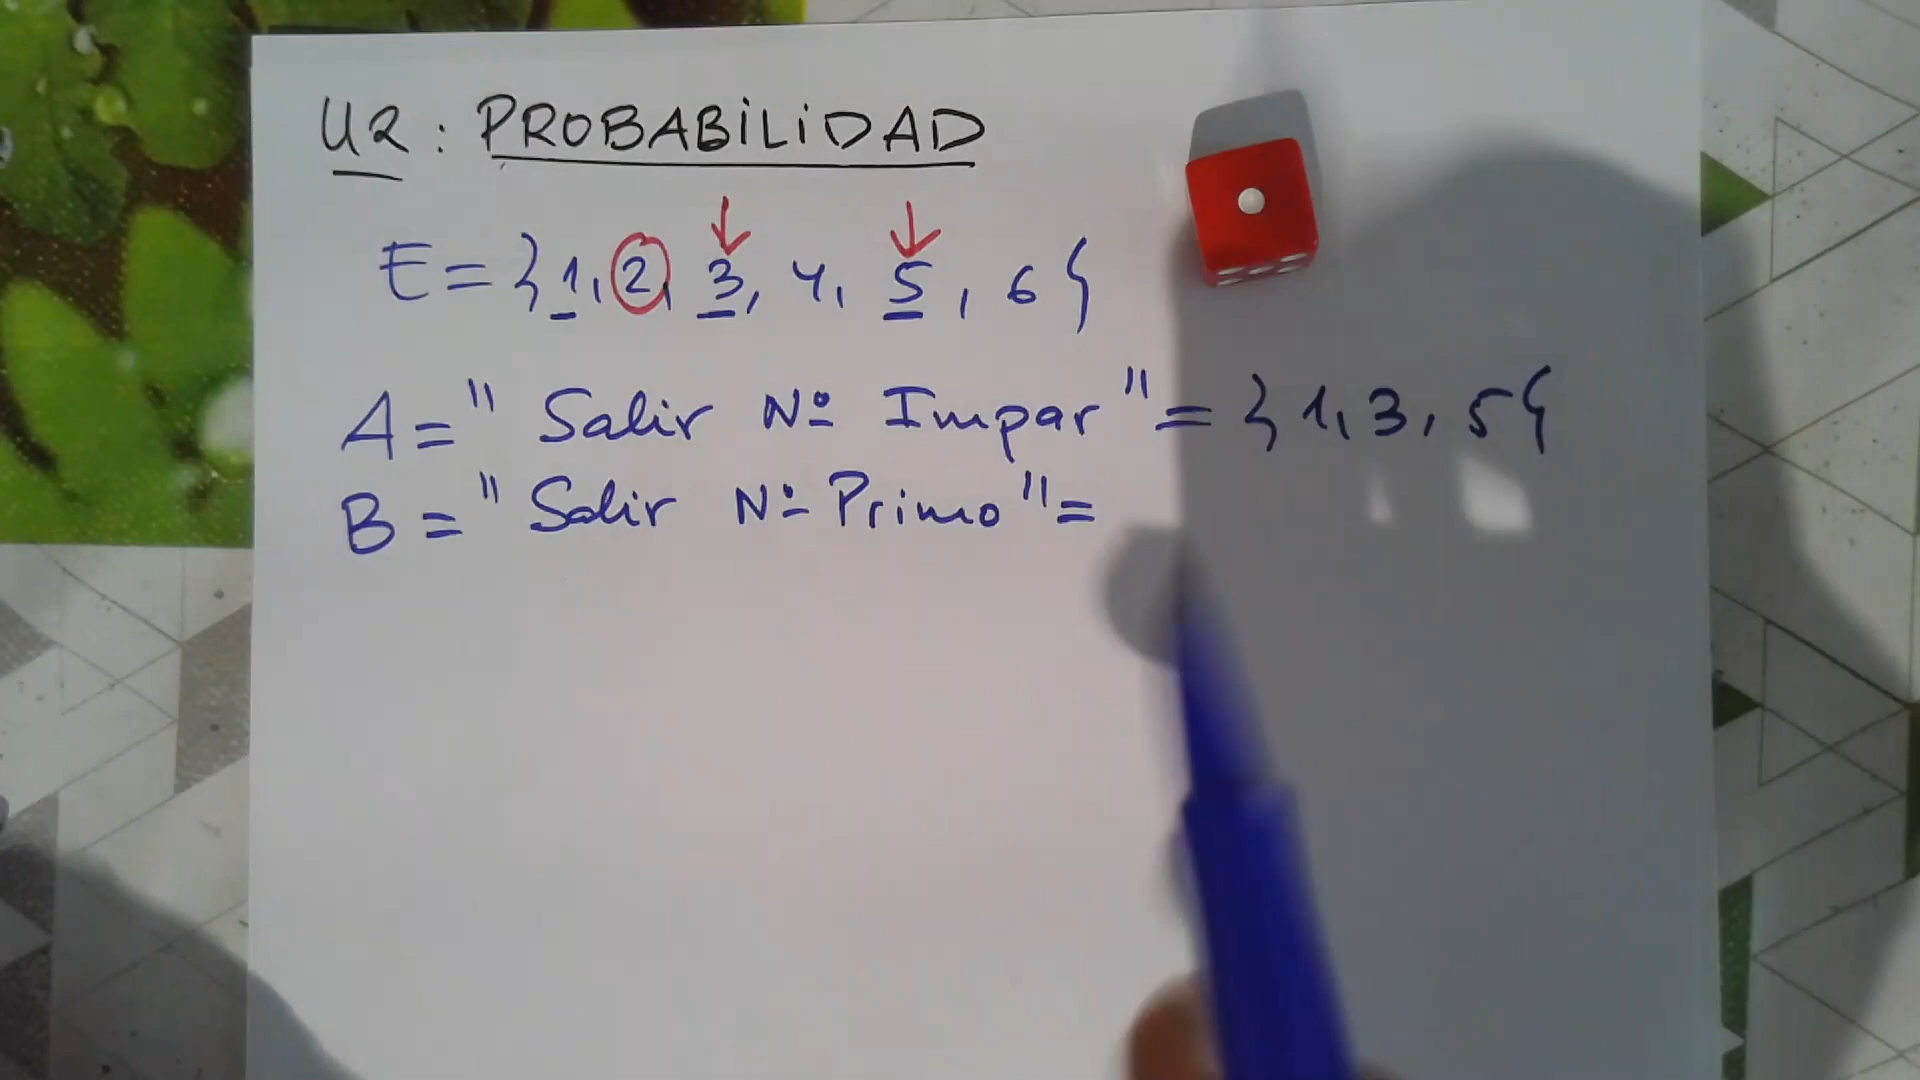 U2: PROBABILIDAD
E = {1, 2, 3, 4, 5, 6}
A = " Salir Nº Impar " = {1, 3, 5}
B = " Salir Nº Primo " =